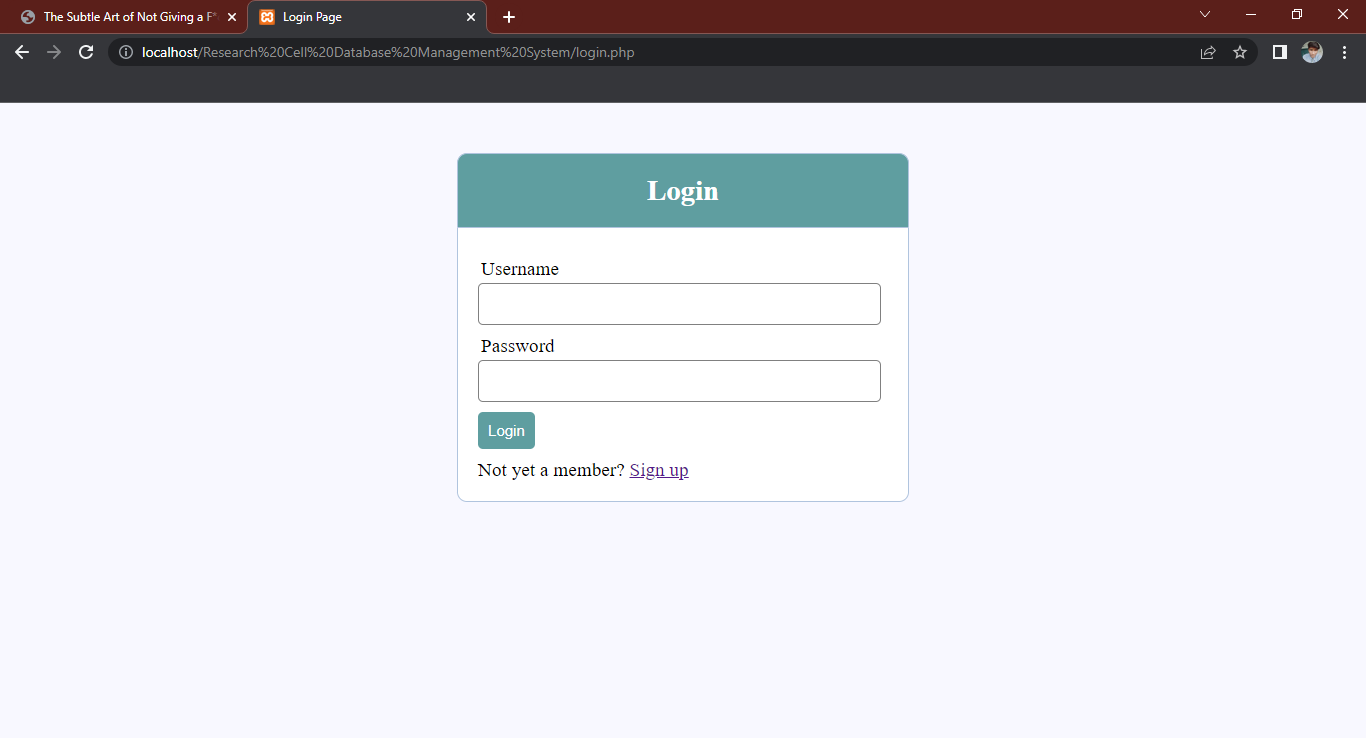 The Subtle Art of Not Giving a F*
Login Page
localhost/Research%20Cell%20Database%20Management%20System/login.php
Login
Username
Password
Login
Not yet a member? Sign up